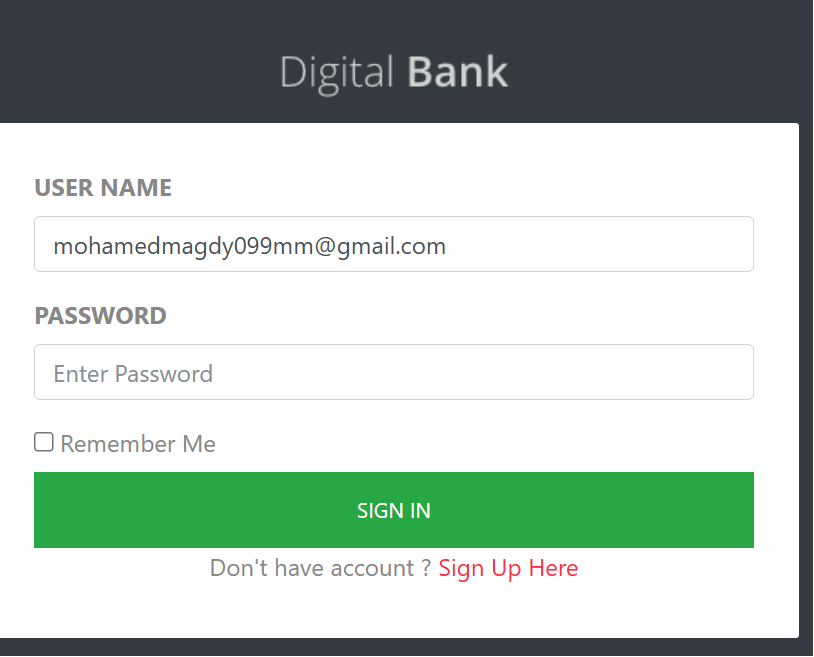 Digital Bank
USER NAME
mohamedmagdy099mm@gmail.com
PASSWORD
Enter Password
Remember Me
SIGN IN
Don't have account ? Sign Up Here